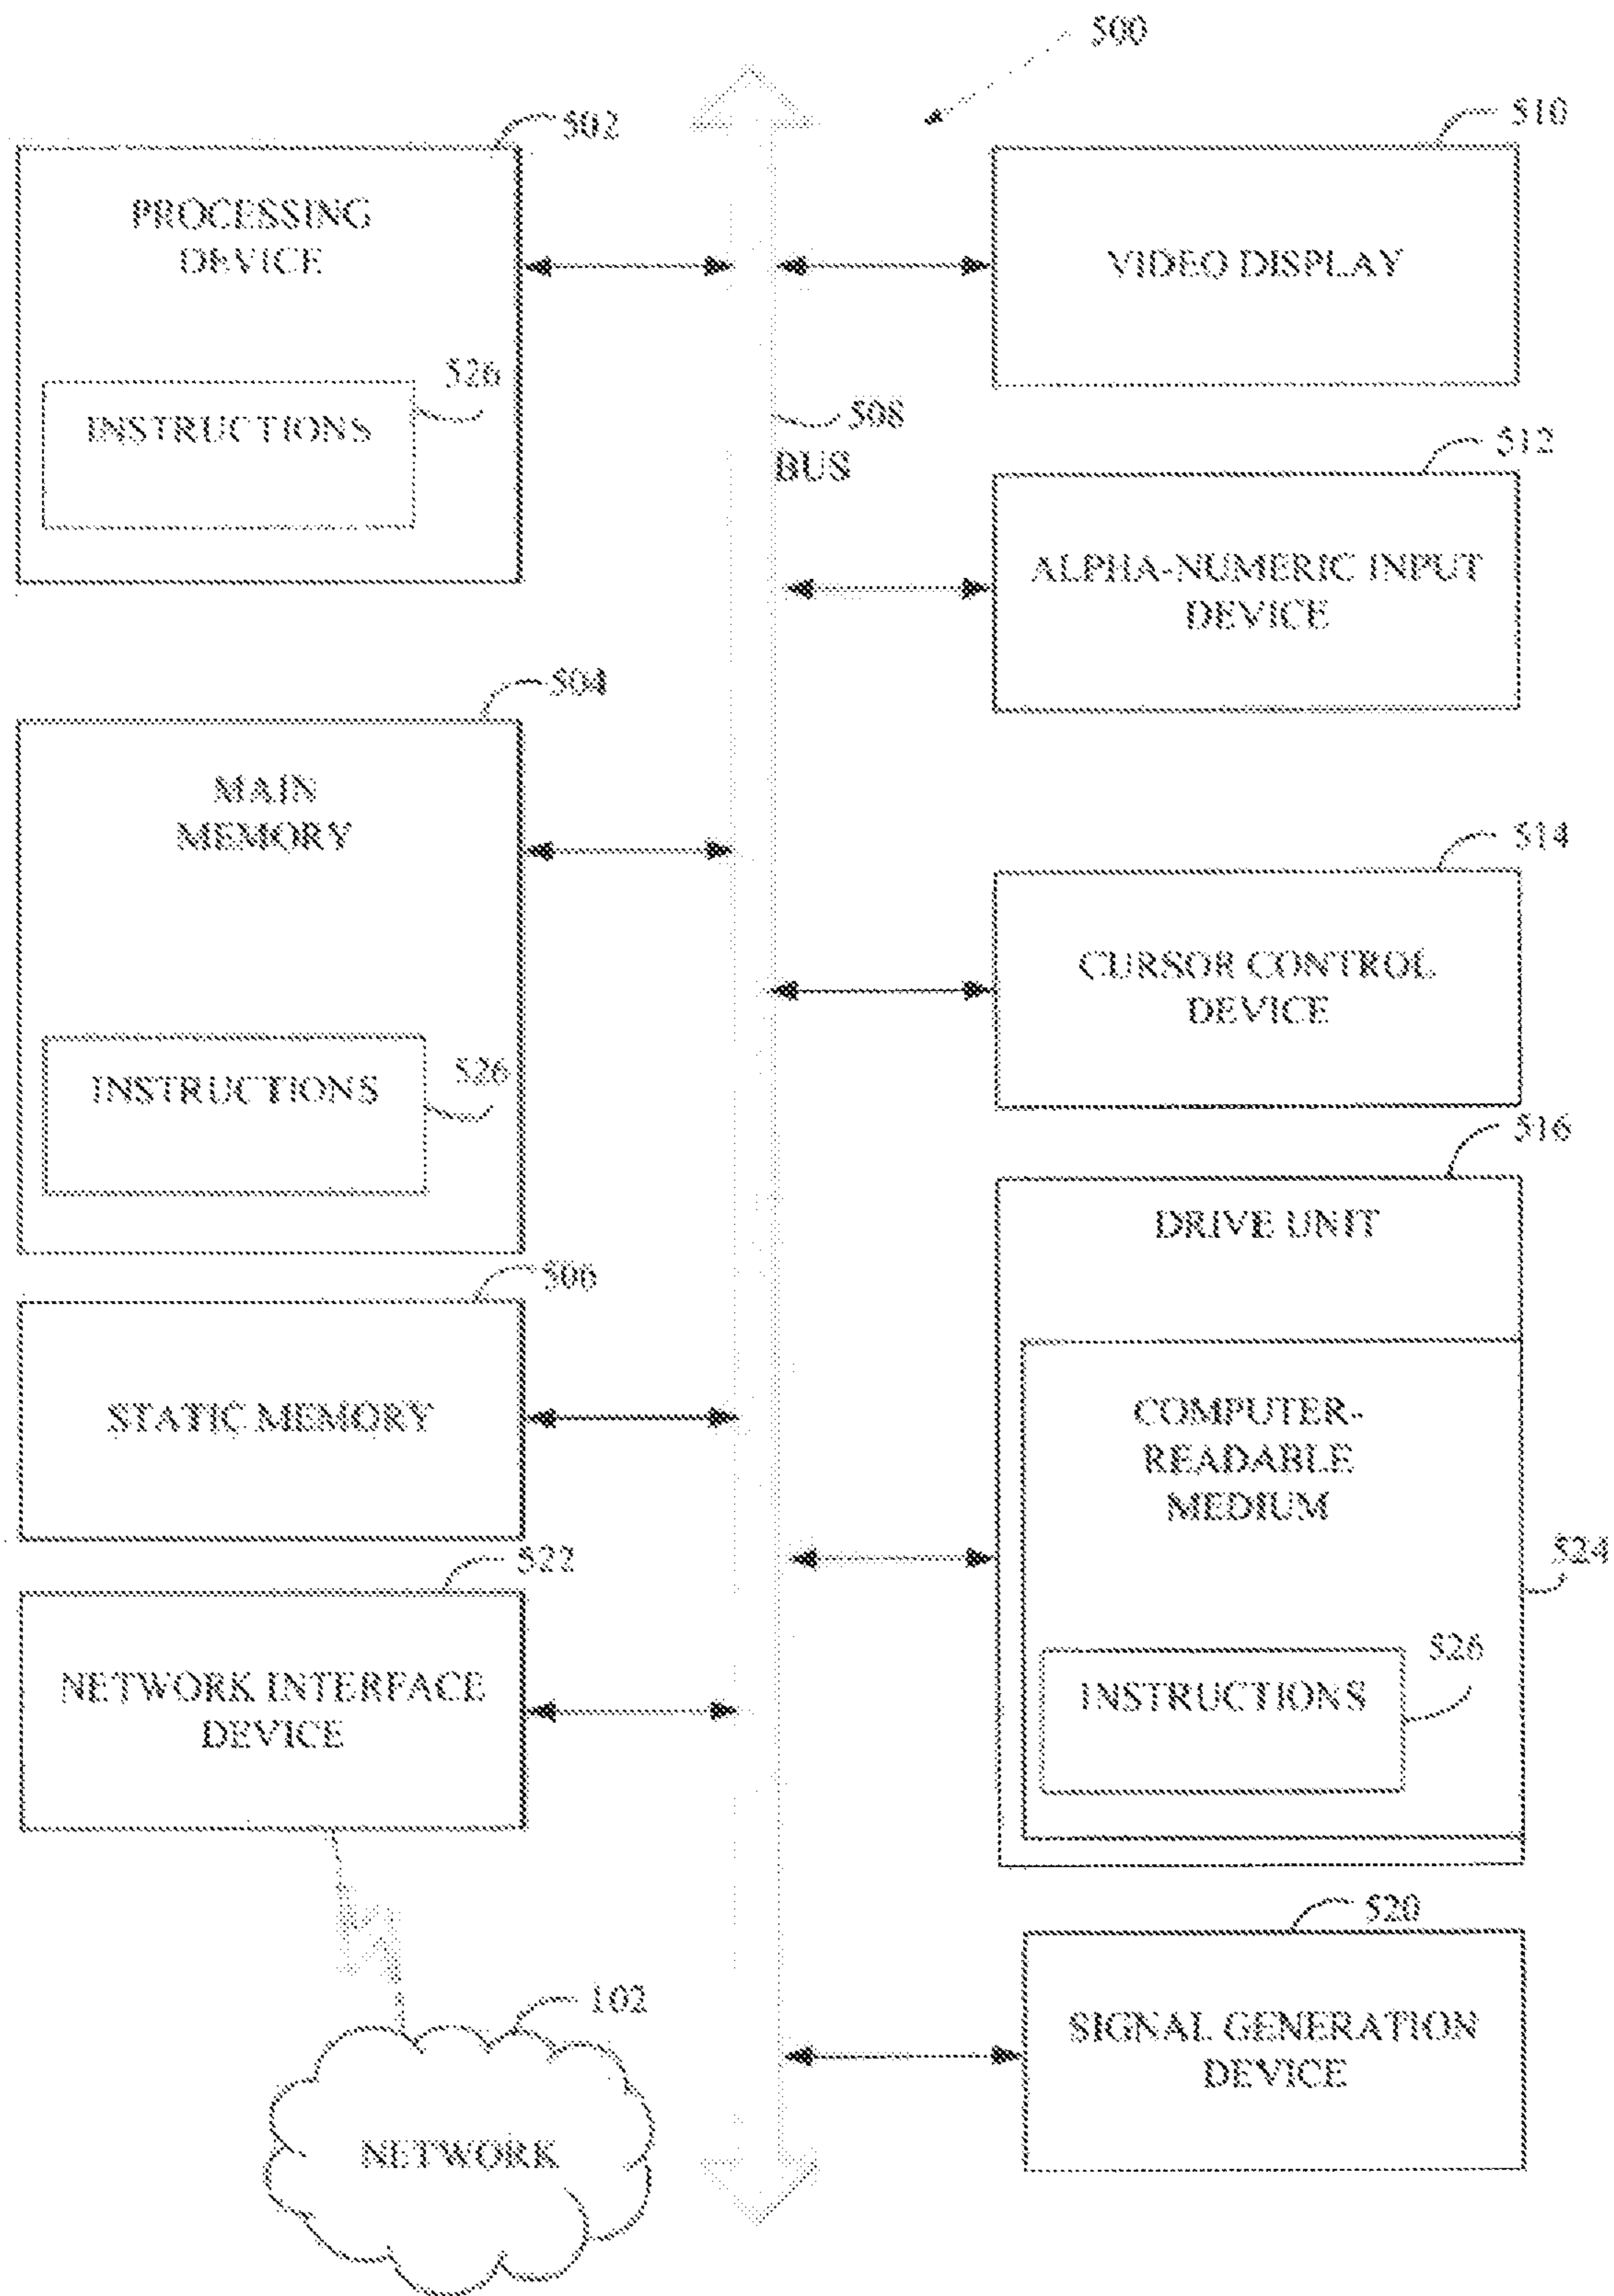 500
502
PROCESSING
DEVICE
526
INSTRUCTIONS
504
MAIN
MEMORY
526
INSTRUCTIONS
506
STATIC MEMORY
522
NETWORK INTERFACE
DEVICE
102
NETWORK
508
BUS
510
VIDEO DISPLAY
512
ALPHA-NUMERIC INPUT
DEVICE
514
CURSOR CONTROL
DEVICE
516
DRIVE UNIT
COMPUTER-
READABLE
MEDIUM
524
526
INSTRUCTIONS
520
SIGNAL GENERATION
DEVICE